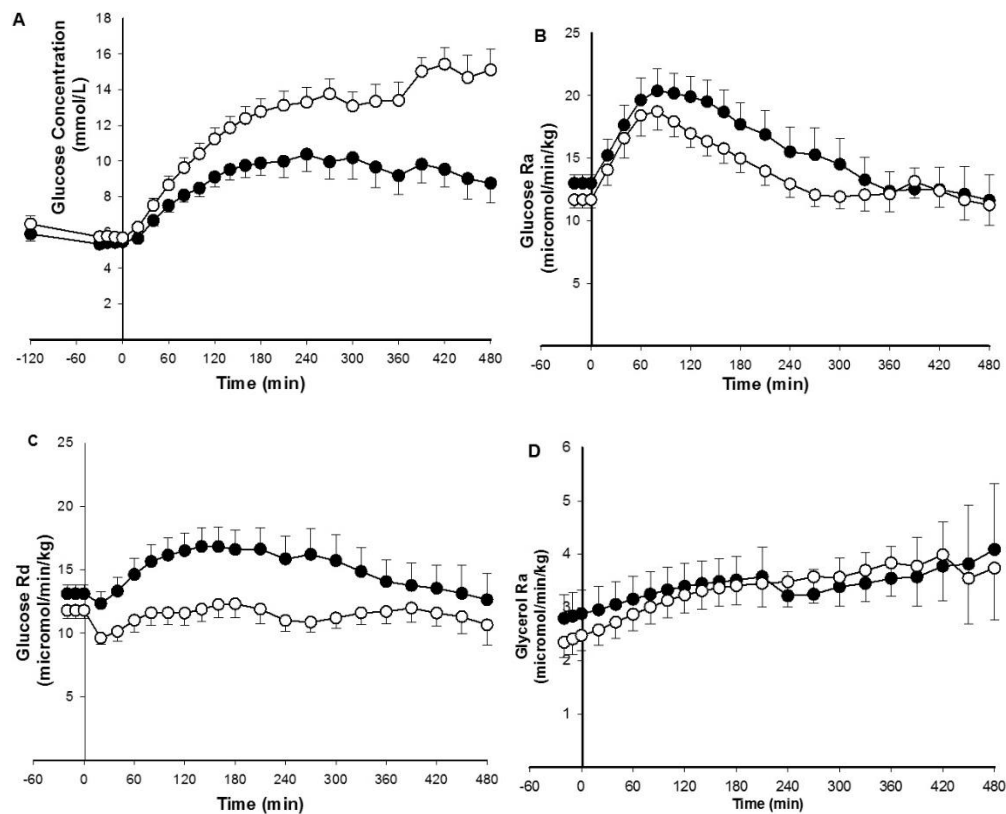 A
Glucose Concentration
(mmol/L)
18
16
14
12
10
8
6
4
2
-120 -60 0 60 120 180 240 300 360 420 480
Time (min)
B
Glucose Ra
(micromol/min/kg)
25
20
15
10
5
-60 0 60 120 180 240 300 360 420 480
Time (min)
C
Glucose Rd
(micromol/min/kg)
25
20
15
10
5
-60 0 60 120 180 240 300 360 420 480
Time (min)
D
Glycerol Ra
(micromol/min/kg)
6
5
4
3
2
1
-60 0 60 120 180 240 300 360 420 480
Time (min)